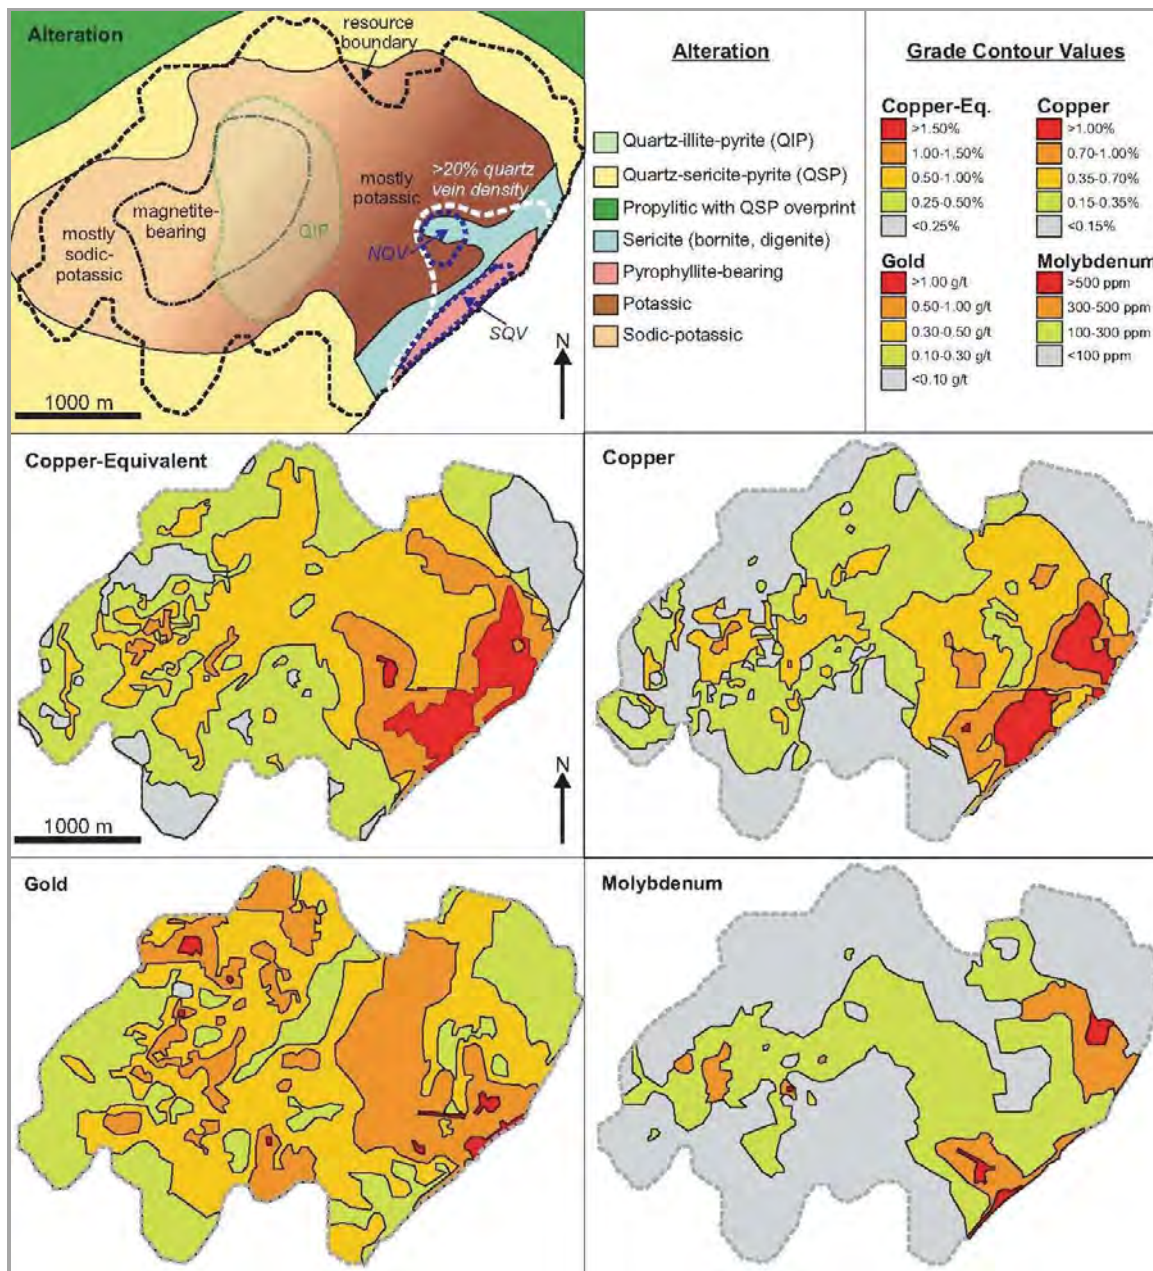 Alteration
resource
boundary
>20% quartz
vein density
mostly
potassic
magnetite-
bearing
QIP
NQV
mostly
sodic-
potassic
SQV
N
1000 m
Alteration
Quartz-illite-pyrite (QIP)
Quartz-sericite-pyrite (QSP)
Propylitic with QSP overprint
Sericite (bornite, digenite)
Pyrophyllite-bearing
Potassic
Sodic-potassic
Grade Contour Values
Copper-Eq.
>1.50%
1.00-1.50%
0.50-1.00%
0.25-0.50%
<0.25%
Copper
>1.00%
0.70-1.00%
0.35-0.70%
0.15-0.35%
<0.15%
Gold
>1.00 g/t
0.50-1.00 g/t
0.30-0.50 g/t
0.10-0.30 g/t
<0.10 g/t
Molybdenum
>500 ppm
300-500 ppm
100-300 ppm
<100 ppm
Copper-Equivalent
N
1000 m
Copper
Gold
Molybdenum